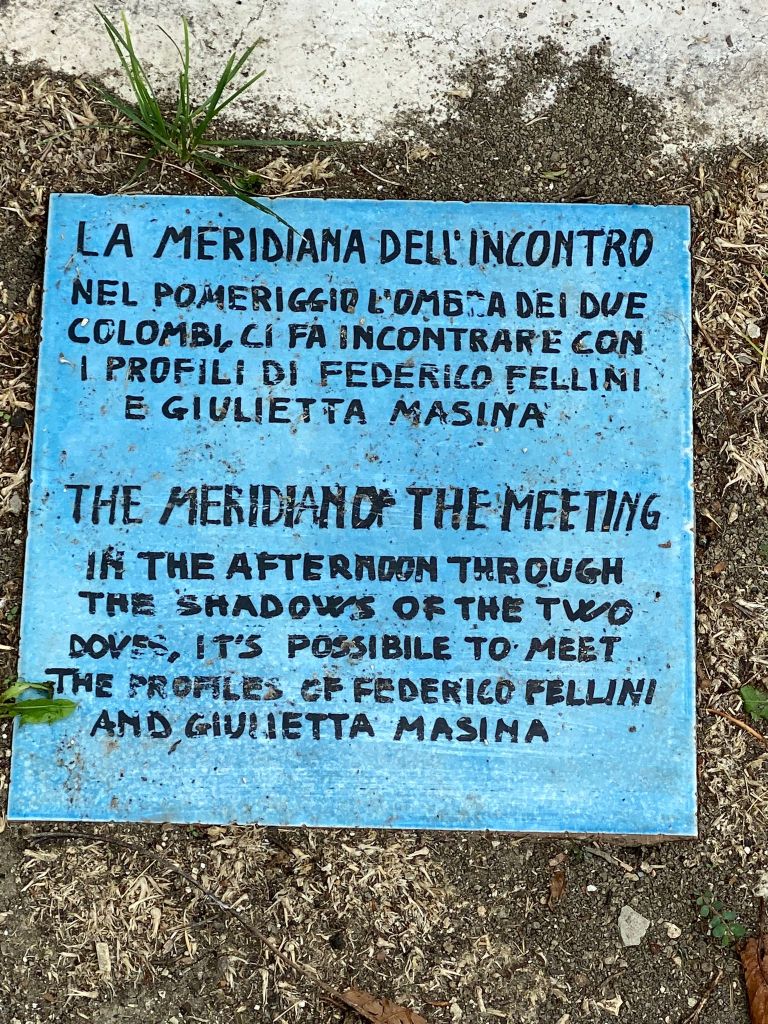 LA MERIDIANA DELL'INCONTRO
NEL POMERIGGIO L'OMBRA DEI DUE
COLOMBI, CI FA INCONTRARE CON
I PROFILI DI FEDERICO FELLINI
E GIULIETTA MASINA
THE MERIDIAN OF THE MEETING
IN THE AFTERNOON THROUGH
THE SHADOWS OF THE TWO
DOVES, IT'S POSSIBILE TO MEET
THE PROFILES OF FEDERICO FELLINI
AND GIULIETTA MASINA